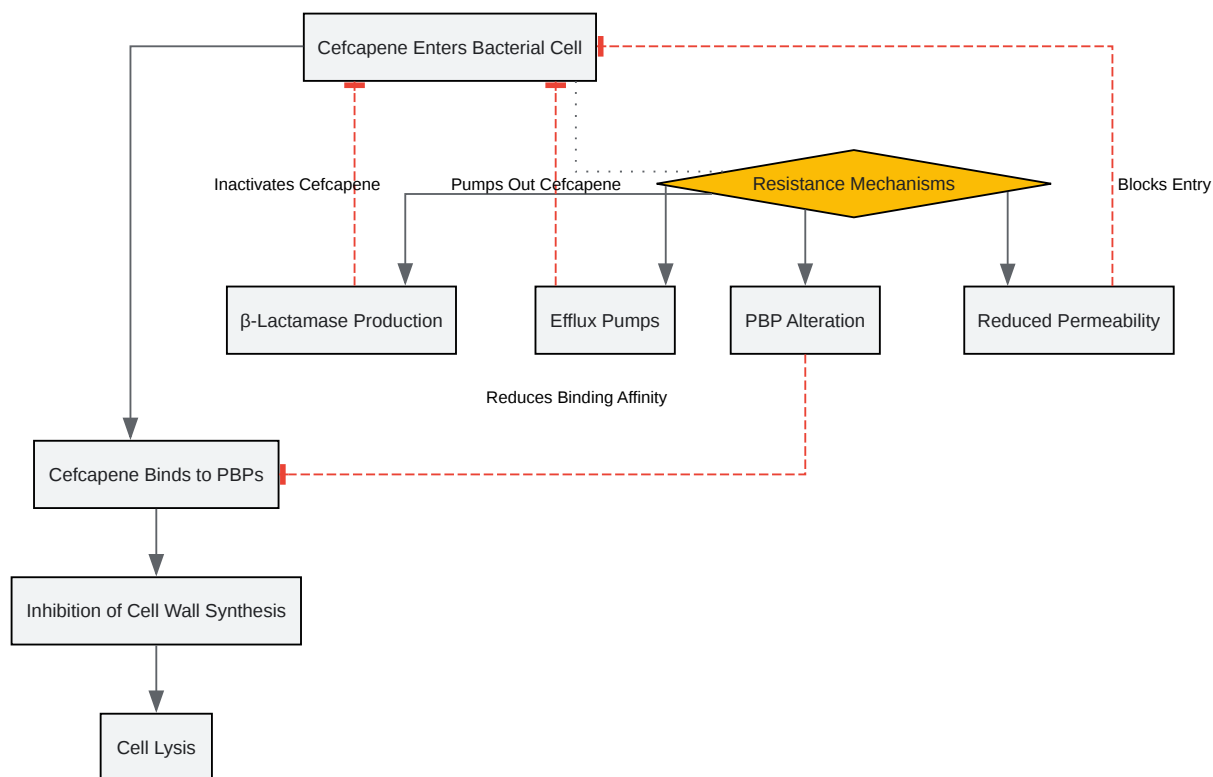 Cefcapene Enters Bacterial Cell
Inactivates Cefcapene
Pumps Out Cefcapene
Resistance Mechanisms
Blocks Entry
β-Lactamase Production
Efflux Pumps
PBP Alteration
Reduced Permeability
Reduces Binding Affinity
Cefcapene Binds to PBPs
Inhibition of Cell Wall Synthesis
Cell Lysis